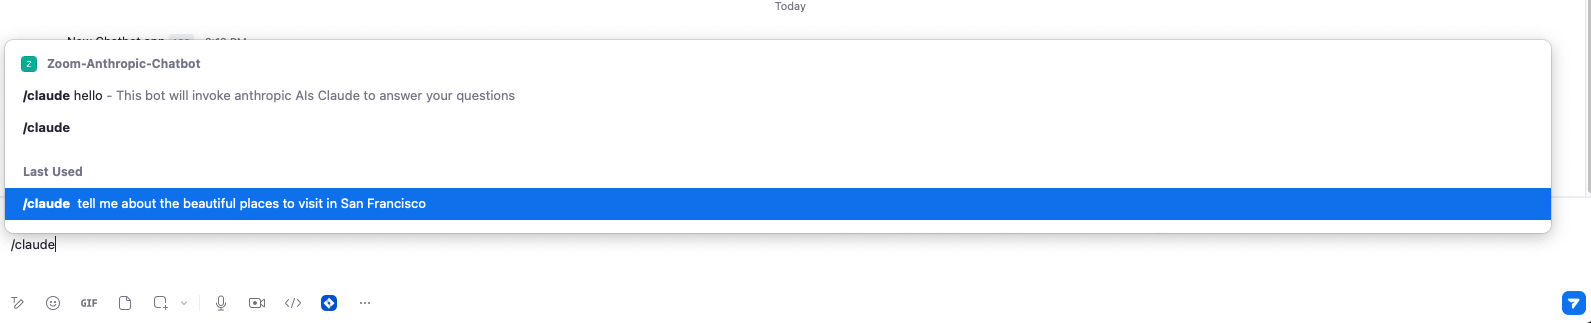 Today
Z Zoom-Anthropic-Chatbot
/claude hello - This bot will invoke anthropic AIs Claude to answer your questions
/claude
Last Used
/claude tell me about the beautiful places to visit in San Francisco
/claude
GIF